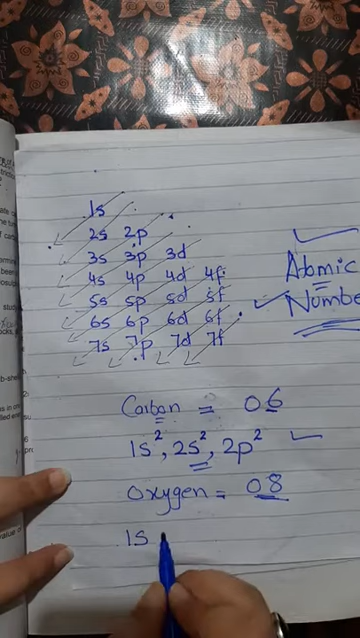 1s
2s 2p
3s 3p 3d
4s 4p 4d 4f
5s 5p 5d 5f
6s 6p 6d 6f
7s 7p 7d 7f
Atomic
Number
Carbon = 06
1s², 2s², 2p²
Oxygen = 08
1s